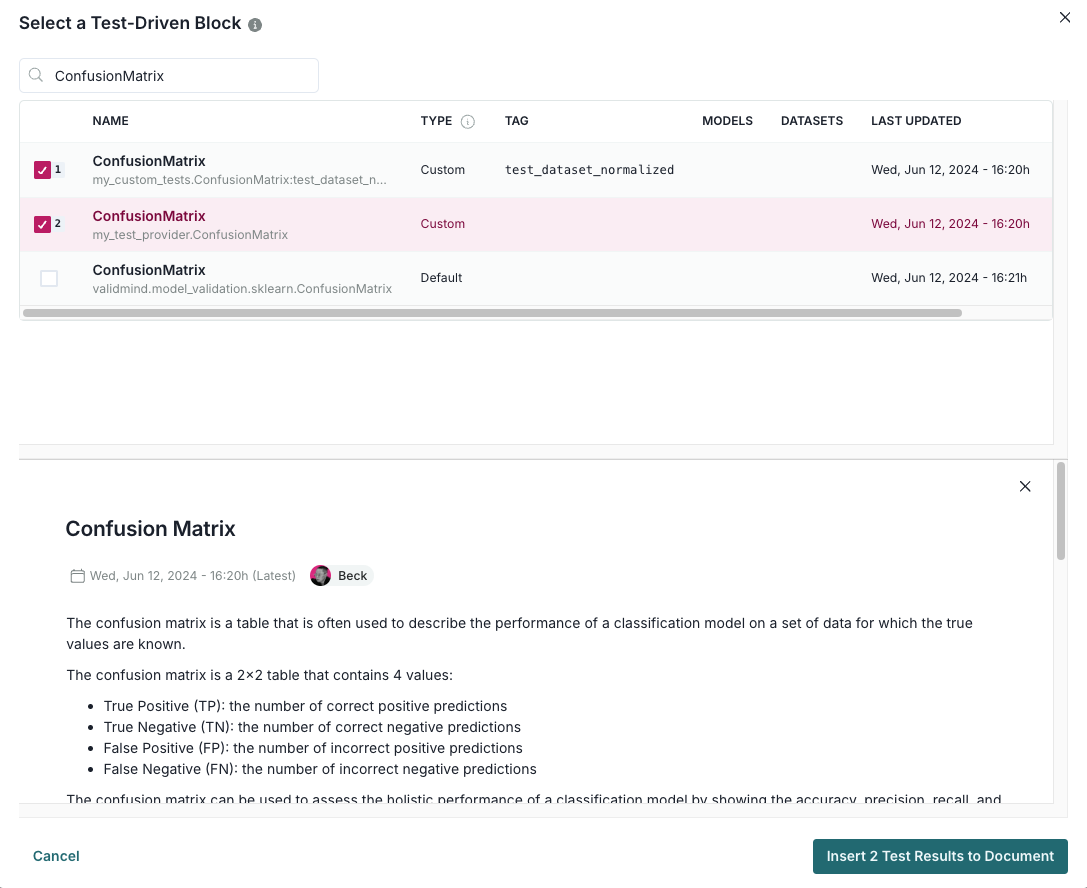 Select a Test-Driven Block
ConfusionMatrix
NAME TYPE TAG MODELS DATASETS LAST UPDATED
1 ConfusionMatrix
my_custom_tests.ConfusionMatrix:test_dataset_n... Custom test_dataset_normalized Wed, Jun 12, 2024 - 16:20h
2 ConfusionMatrix
my_test_provider.ConfusionMatrix Custom Wed, Jun 12, 2024 - 16:20h
ConfusionMatrix
validmind.model_validation.sklearn.ConfusionMatrix Default Wed, Jun 12, 2024 - 16:21h
Confusion Matrix
Wed, Jun 12, 2024 - 16:20h (Latest) Beck
The confusion matrix is a table that is often used to describe the performance of a classification model on a set of data for which the true
values are known.
The confusion matrix is a 2×2 table that contains 4 values:
• True Positive (TP): the number of correct positive predictions
• True Negative (TN): the number of correct negative predictions
• False Positive (FP): the number of incorrect positive predictions
• False Negative (FN): the number of incorrect negative predictions
The confusion matrix can be used to assess the holistic performance of a classification model by showing the accuracy, precision, recall, and
Cancel
Insert 2 Test Results to Document